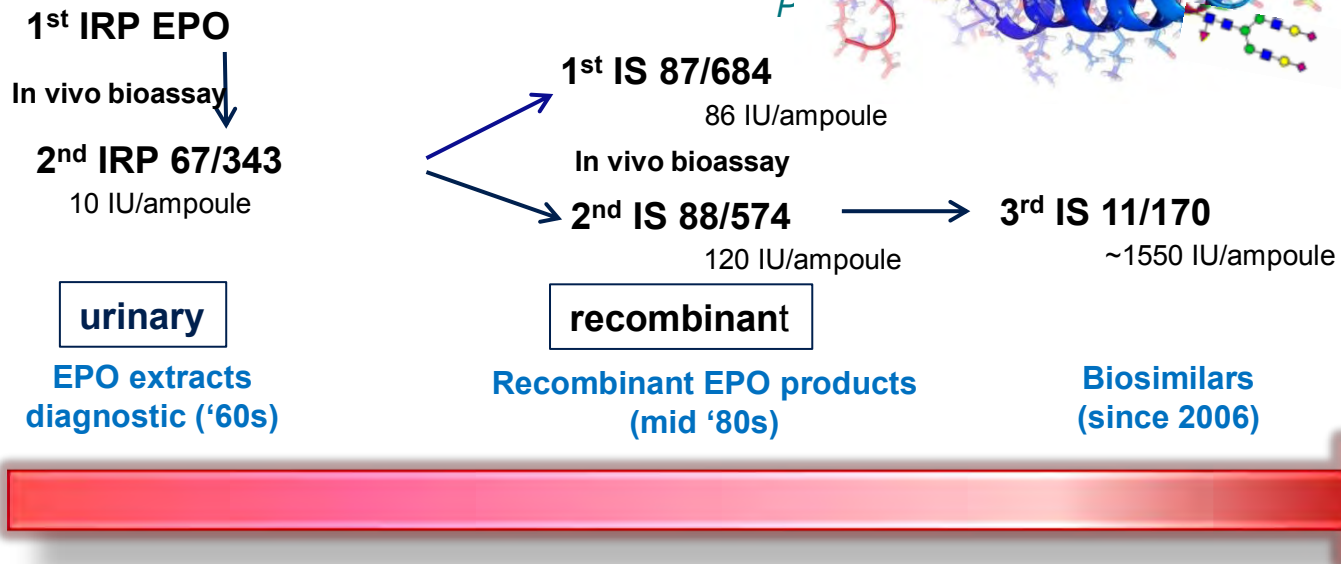 1st IRP EPO
In vivo bioassay
2nd IRP 67/343
10 IU/ampoule
1st IS 87/684
86 IU/ampoule
In vivo bioassay
2nd IS 88/574
120 IU/ampoule
3rd IS 11/170
~1550 IU/ampoule
urinary
recombinant
EPO extracts
diagnostic (‘60s)
Recombinant EPO products
(mid ‘80s)
Biosimilars
(since 2006)